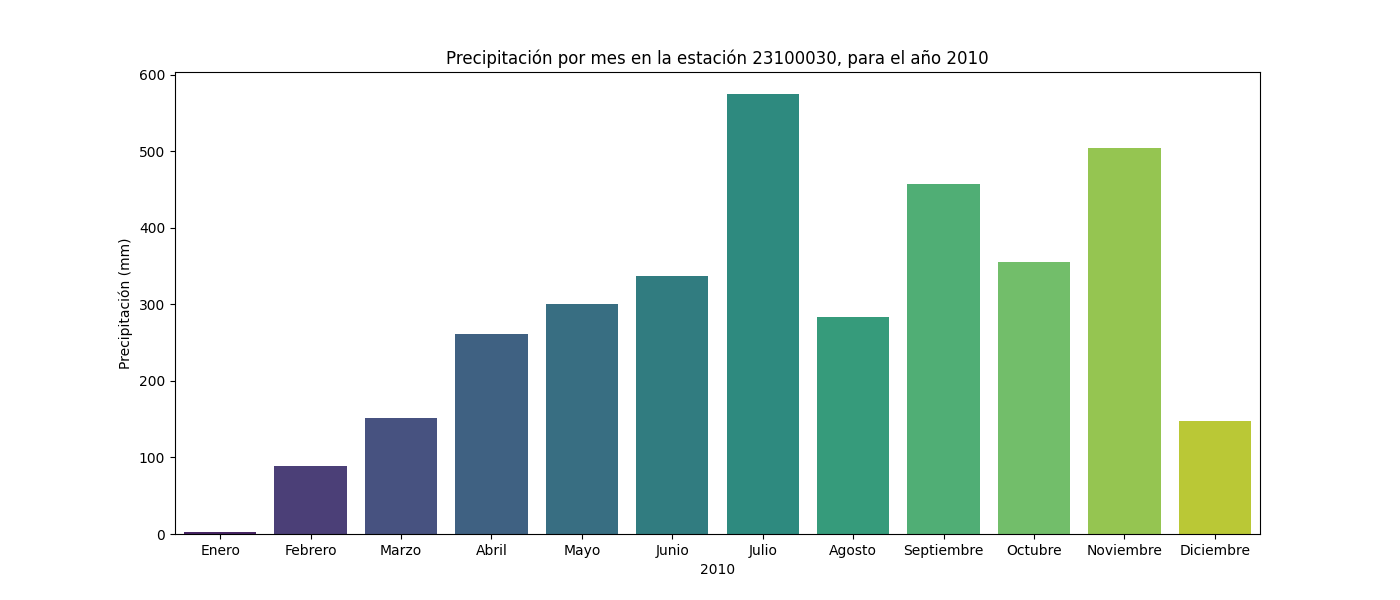 Precipitación por mes en la estación 23100030, para el año 2010
600
500
400
300
200
100
0
Precipitación (mm)
Enero Febrero Marzo Abril Mayo Junio Julio Agosto Septiembre Octubre Noviembre Diciembre
2010